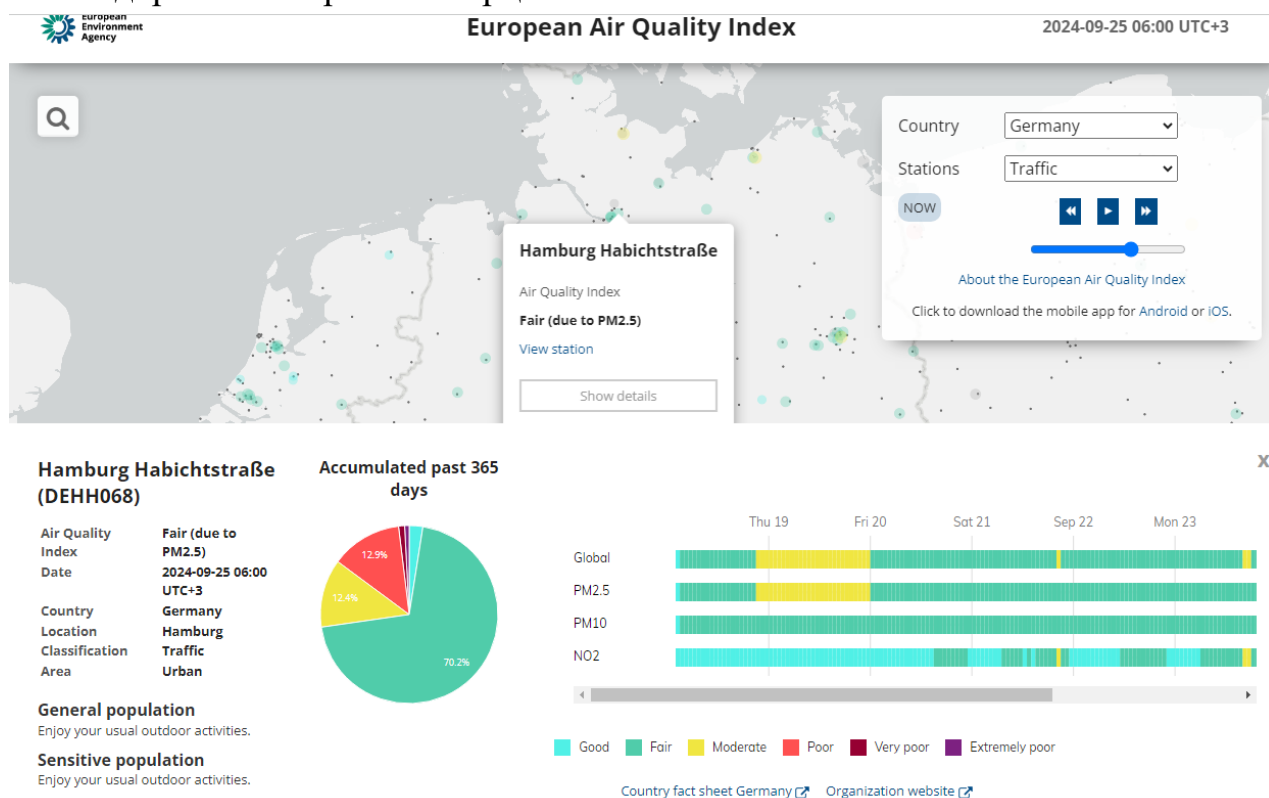 European
Environment
Agency
European Air Quality Index
2024-09-25 06:00 UTC+3
Country
Germany
Stations
Traffic
NOW
About the European Air Quality Index
Click to download the mobile app for Android or iOS.
Hamburg Habichtstraße
Air Quality Index
Fair (due to PM2.5)
View station
Show details
Hamburg Habichtstraße
(DEHH068)
Air Quality Index Fair (due to PM2.5)
Date 2024-09-25 06:00 UTC+3
Country Germany
Location Hamburg
Classification Traffic
Area Urban
General population
Enjoy your usual outdoor activities.
Sensitive population
Enjoy your usual outdoor activities.
Accumulated past 365
days
12.9%
12.4%
70.2%
X
Thu 19 Fri 20 Sat 21 Sep 22 Mon 23
Global
PM2.5
PM10
NO2
Good Fair Moderate Poor Very poor Extremely poor
Country fact sheet Germany Organization website